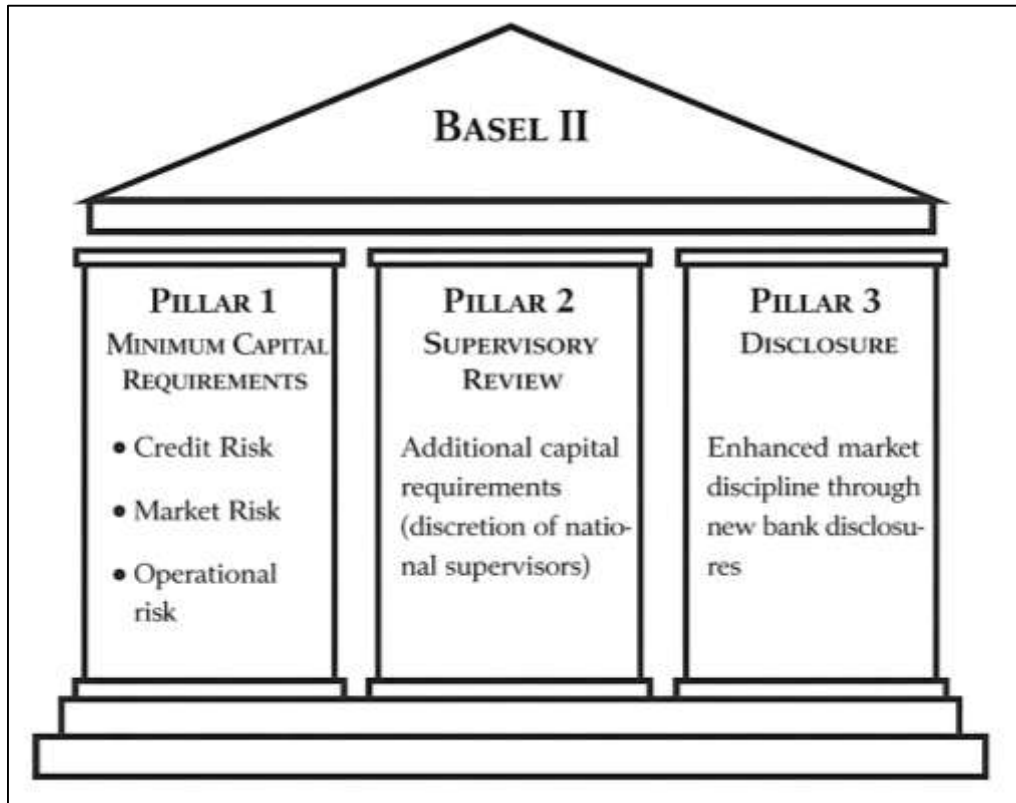 BASEL II
PILLAR 1
MINIMUM CAPITAL
REQUIREMENTS
• Credit Risk
• Market Risk
• Operational
risk
PILLAR 2
SUPERVISORY
REVIEW
Additional capital
requirements
(discretion of natio-
nal supervisors)
PILLAR 3
DISCLOSURE
Enhanced market
discipline through
new bank disclosu-
res